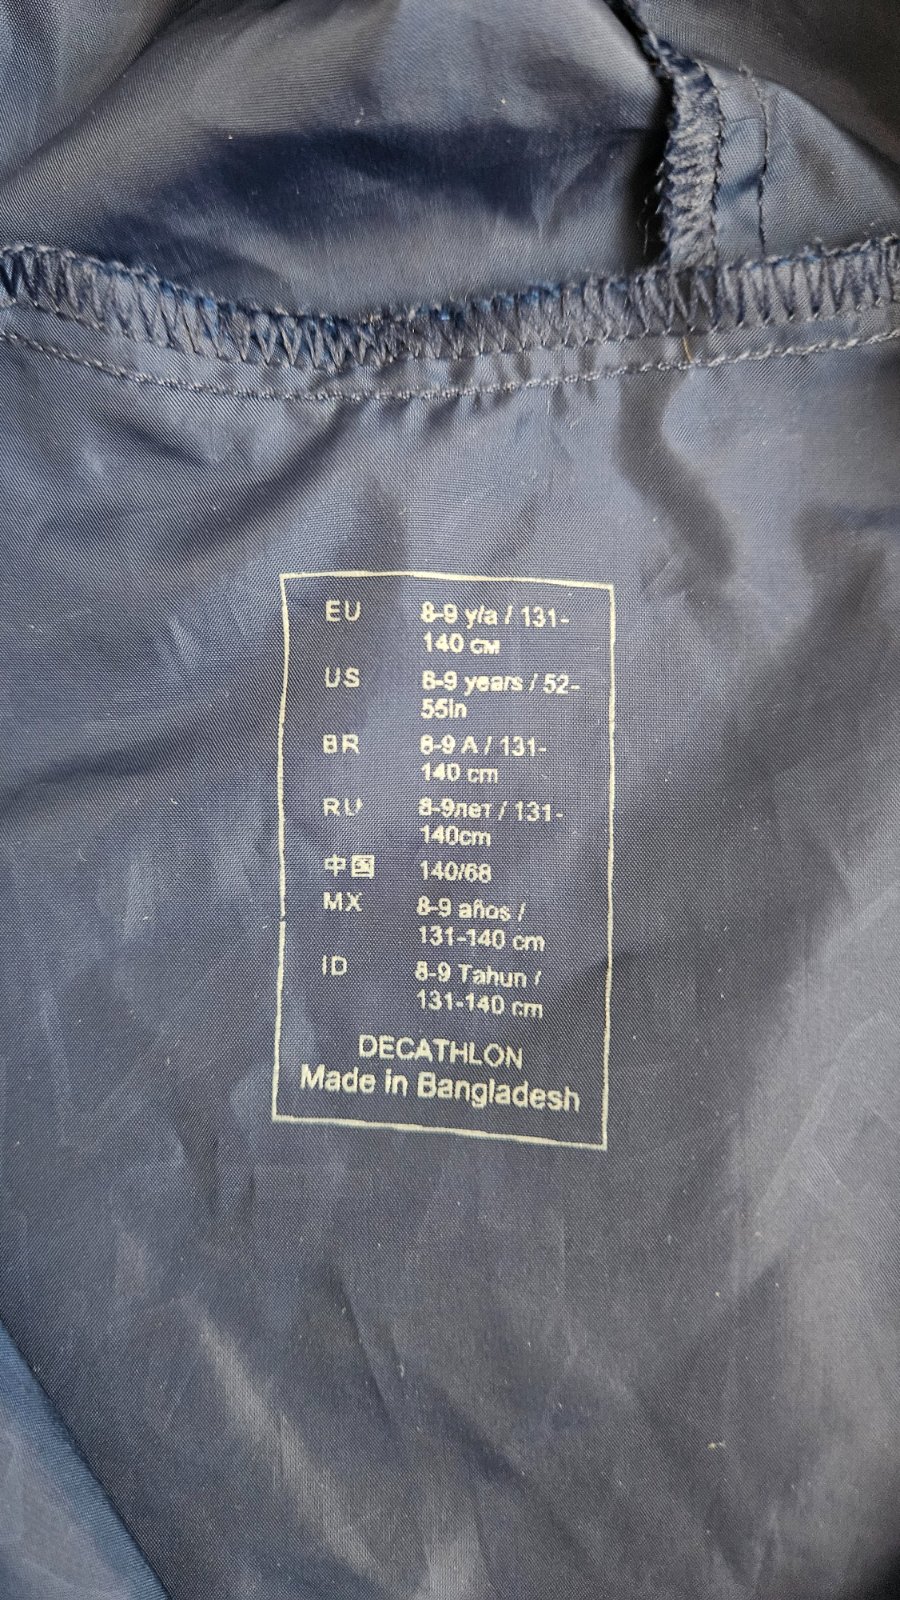 EU 8-9 y/a / 131-
140 см
US 8-9 years / 52-
55in
BR 8-9 A / 131-
140 cm
RU 8-9лет / 131-
140cm
中国 140/68
MX 8-9 años /
131-140 cm
ID 8-9 Tahun /
131-140 cm
DECATHLON
Made in Bangladesh